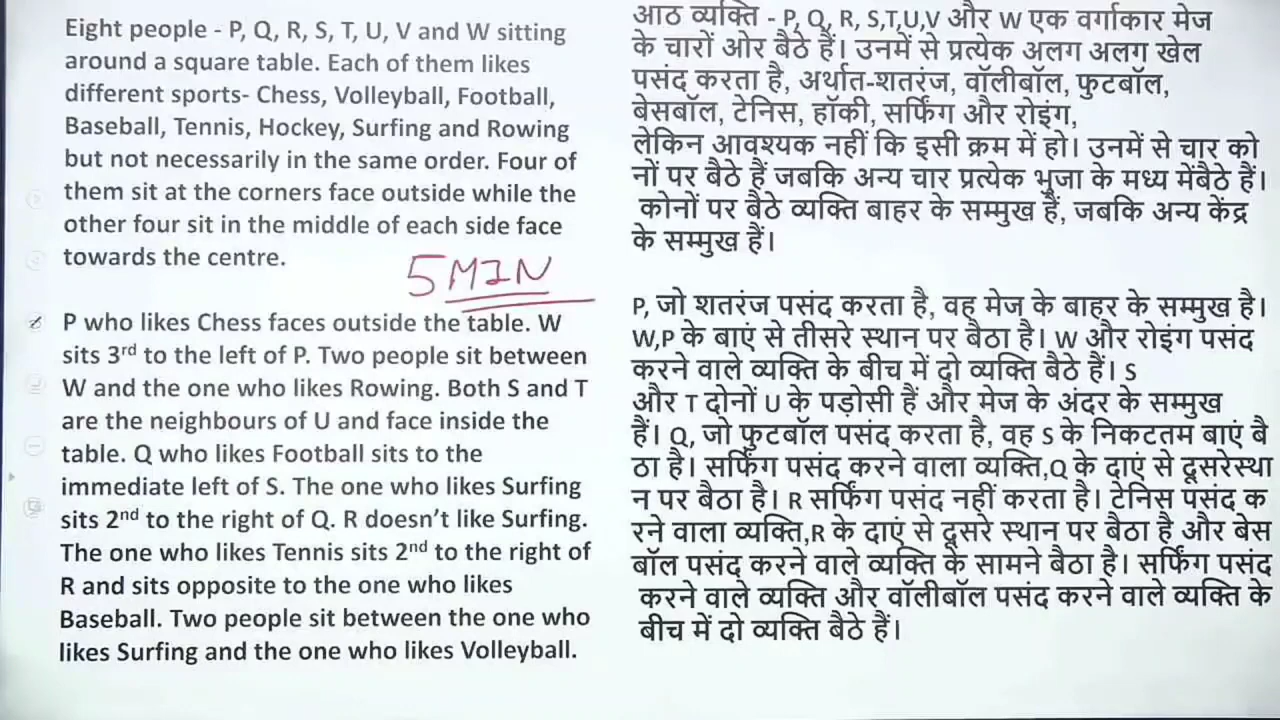 Eight people - P, Q, R, S, T, U, V and W sitting
around a square table. Each of them likes
different sports- Chess, Volleyball, Football,
Baseball, Tennis, Hockey, Surfing and Rowing
but not necessarily in the same order. Four of
them sit at the corners face outside while the
other four sit in the middle of each side face
towards the centre.
5 MIN
P who likes Chess faces outside the table. W
sits 3rd to the left of P. Two people sit between
W and the one who likes Rowing. Both S and T
are the neighbours of U and face inside the
table. Q who likes Football sits to the
immediate left of S. The one who likes Surfing
sits 2nd to the right of Q. R doesn't like Surfing.
The one who likes Tennis sits 2nd to the right of
R and sits opposite to the one who likes
Baseball. Two people sit between the one who
likes Surfing and the one who likes Volleyball.
आठ व्यक्ति - P, Q, R, S,T,U,V और W एक वर्गाकार मेज
के चारों ओर बैठे हैं। उनमें से प्रत्येक अलग अलग खेल
पसंद करता है, अर्थात-शतरंज, वॉलीबॉल, फुटबॉल,
बेसबॉल, टेनिस, हॉकी, सर्फिंग और रोइंग,
लेकिन आवश्यक नहीं कि इसी क्रम में हो। उनमें से चार को
नों पर बैठे हैं जबकि अन्य चार प्रत्येक भुजा के मध्य मेंबैठे हैं।
कोनों पर बैठे व्यक्ति बाहर के सम्मुख हैं, जबकि अन्य केंद्र
के सम्मुख हैं।
P, जो शतरंज पसंद करता है, वह मेज के बाहर के सम्मुख है।
W,P के बाएं से तीसरे स्थान पर बैठा है। W और रोइंग पसंद
करने वाले व्यक्ति के बीच में दो व्यक्ति बैठे हैं। S
और T दोनों U के पड़ोसी हैं और मेज के अंदर के सम्मुख
हैं। Q, जो फुटबॉल पसंद करता है, वह S के निकटतम बाएं बै
ठा है। सर्फिंग पसंद करने वाला व्यक्ति,Q के दाएं से दूसरेस्था
न पर बैठा है। R सर्फिंग पसंद नहीं करता है। टेनिस पसंद क
रने वाला व्यक्ति,R के दाएं से दूसरे स्थान पर बैठा है और बेस
बॉल पसंद करने वाले व्यक्ति के सामने बैठा है। सर्फिंग पसंद
करने वाले व्यक्ति और वॉलीबॉल पसंद करने वाले व्यक्ति के
बीच में दो व्यक्ति बैठे हैं।